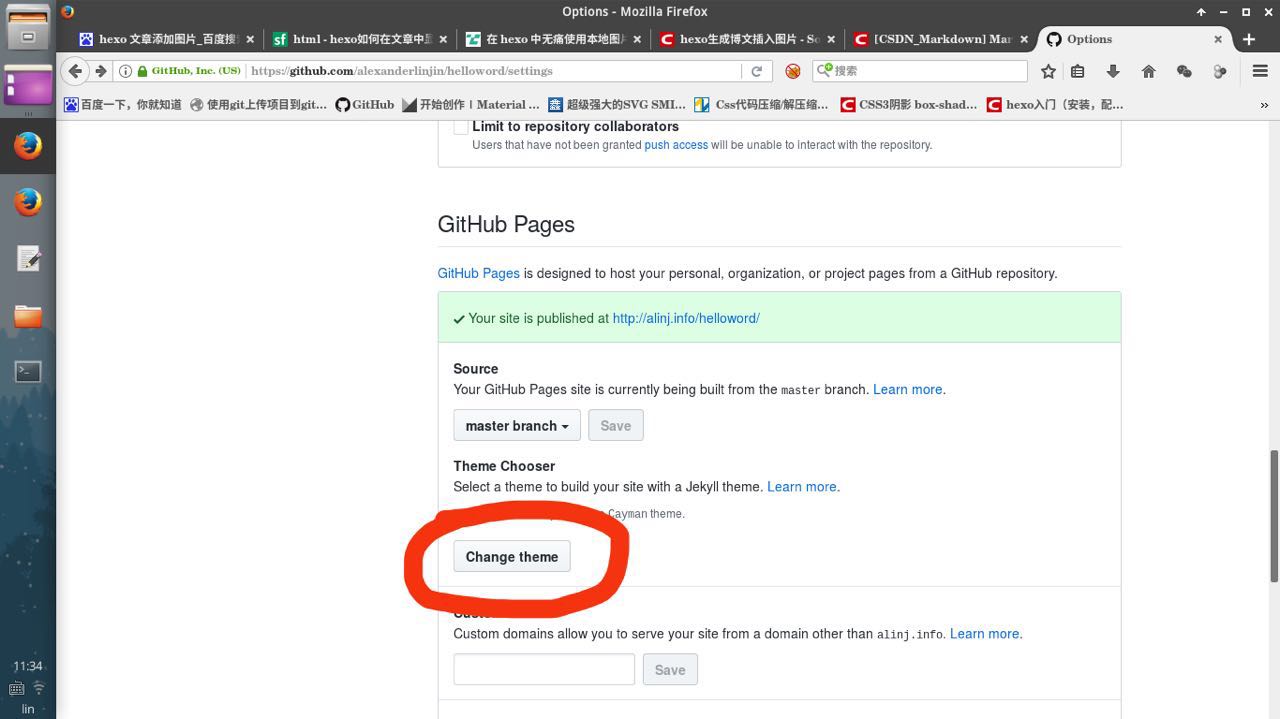 Options - Mozilla Firefox
hexo 文章添加图片_百度搜
html - hexo如何在文章中显
在 hexo 中无痛使用本地图片
hexo生成博文插入图片 - So
[CSDN_Markdown] Mar
Options
GitHub, Inc. (US)
https://github.com/alexanderlinjin/helloword/settings
搜索
百度一下，你就知道
使用git上传项目到git...
GitHub
开始创作 | Material ...
超级强大的SVG SMI...
Css代码压缩/解压缩...
CSS3阴影 box-shad...
hexo入门（安装，配...
Limit to repository collaborators
Users that have not been granted push access will be unable to interact with the repository.
GitHub Pages
GitHub Pages is designed to host your personal, organization, or project pages from a GitHub repository.
Your site is published at http://alinj.info/helloword/
Source
Your GitHub Pages site is currently being built from the master branch. Learn more.
master branch
Save
Theme Chooser
Select a theme to build your site with a Jekyll theme. Learn more.
Cayman theme.
Change theme
Custom domains allow you to serve your site from a domain other than alinj.info. Learn more.
Save
11:34
lin